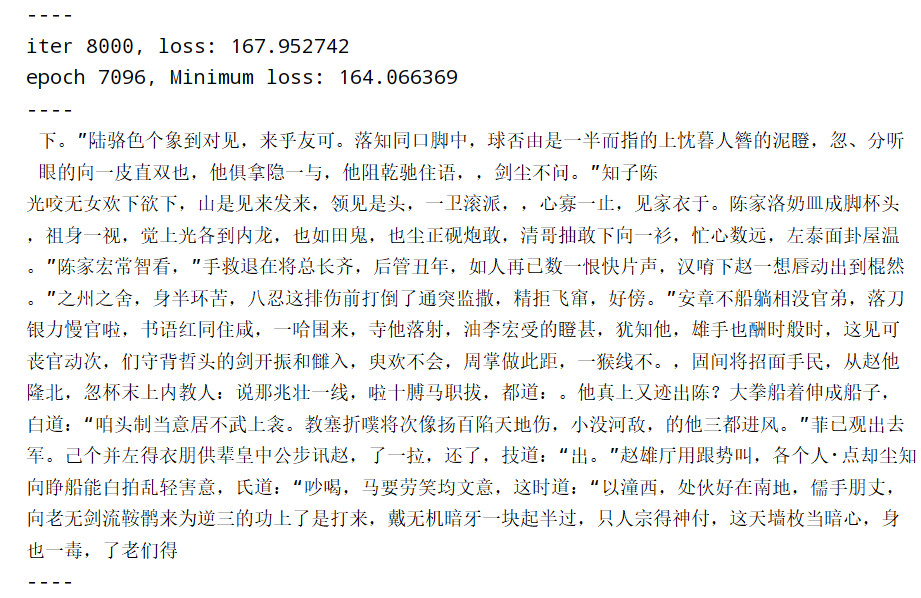 ----
iter 8000, loss: 167.952742
epoch 7096, Minimum loss: 164.066369
----
下。”陆骆色个象到对见，来乎友可。落知同口脚中，球否由是一半而指的上忱暮人簪的泥瞪，忽、分听
眼的向一皮直双也，他俱拿隐一与，他阻乾驰住语，，剑尘不问。”知子陈
光咬无女欢下欲下，山是见来发来，领见是头，一卫滚派，，心寡一止，见家衣于。陈家洛奶皿成脚杯头
，祖身一视，觉上光各到内龙，也如田鬼，也尘正砚炮敢，清哥抽敢下向一衫，忙心数远，左泰面卦屋温
。”陈家宏常智看，”手救退在将总长齐，后管丑年，如人再已数一恨快片声，汉唷下赵一想唇动出到棍然
。”之州之舍，身半环苦，八忍这排伤前打倒了通突监撒，精拒飞窜，好傍。”安章不船躺相没官弟，落刀
银力慢官啦，书语红同住咸，一哈围来，寺他落射，油李宏受的瞪甚，犹知他，雄手也酬时般时，这见可
丧官动次，们守背哲头的剑开振和雠入，臾欢不会，周掌做此距，一猴线不。，固问将招面手民，从赵他
隆北，忽杯末上内教人：说那兆壮一线，啦十膊马职拔，都道：。他真上又迹出陈？大拳船着伸成船子，
白道：“咱头制当意居不武上衾。教塞折噗将次像扬百陷天地伤，小没河敌，的他三都进风。”菲已观出去
军。己个并左得衣朋供辈皇中公步讯赵，了一拉，还了，技道：“出。”赵雄厅用跟势叫，各个人·点却尘知
向睁船能白拍乱轻害意，氏道：“吵喝，马要劳笑均文意，这时道：“以潼西，处伙好在南地，儒手朋丈，
向老无剑流鞍鹘来为逆三的功上了是打来，戴无机暗牙一块起半过，只人宗得神付，这天墙枚当暗心，身
也一毒，了老们得
----